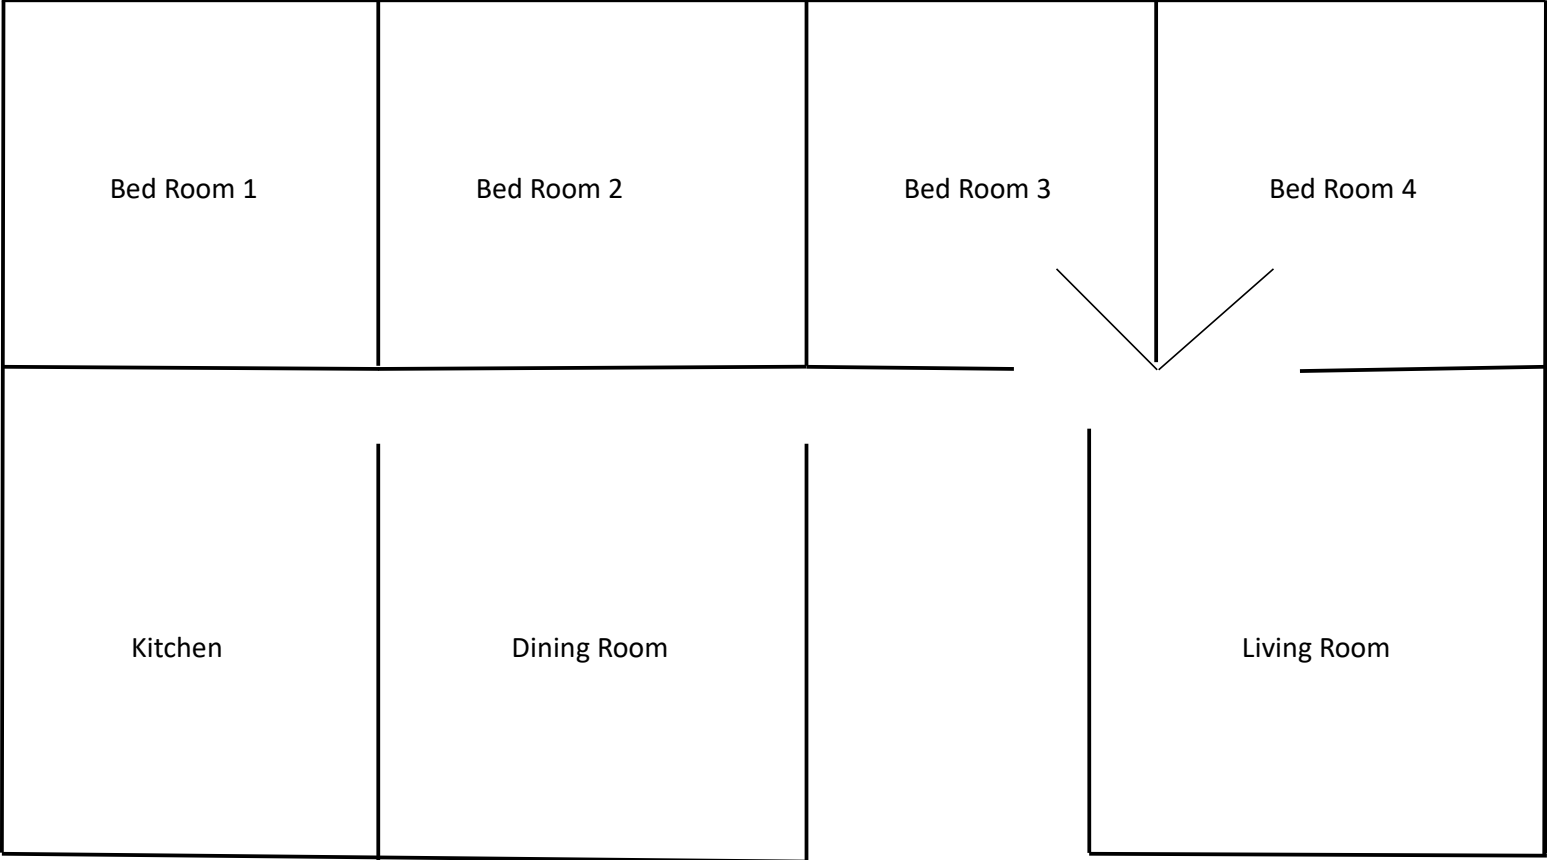 Bed Room 1
Bed Room 2
Bed Room 3
Bed Room 4
Kitchen
Dining Room
Living Room